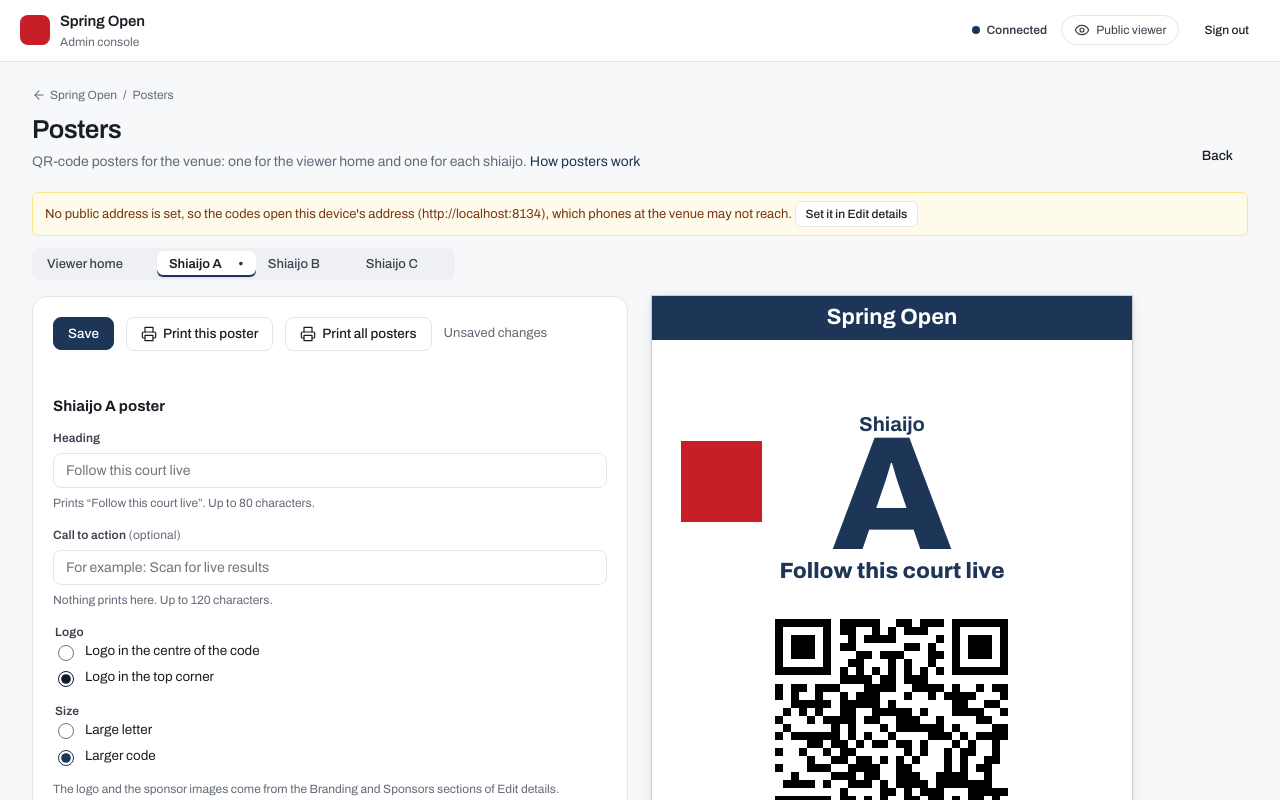 Spring Open
Admin console
Connected
Public viewer
Sign out
Spring Open / Posters
Posters
QR-code posters for the venue: one for the viewer home and one for each shiaijo. How posters work
Back
No public address is set, so the codes open this device's address (http://localhost:8134), which phones at the venue may not reach. Set it in Edit details
Viewer home
Shiaijo A •
Shiaijo B
Shiaijo C
Save
Print this poster
Print all posters
Unsaved changes
Shiaijo A poster
Heading
Follow this court live
Prints “Follow this court live”. Up to 80 characters.
Call to action (optional)
For example: Scan for live results
Nothing prints here. Up to 120 characters.
Logo
Logo in the centre of the code
Logo in the top corner
Size
Large letter
Larger code
The logo and the sponsor images come from the Branding and Sponsors sections of Edit details.
Spring Open
Shiaijo
A
Follow this court live